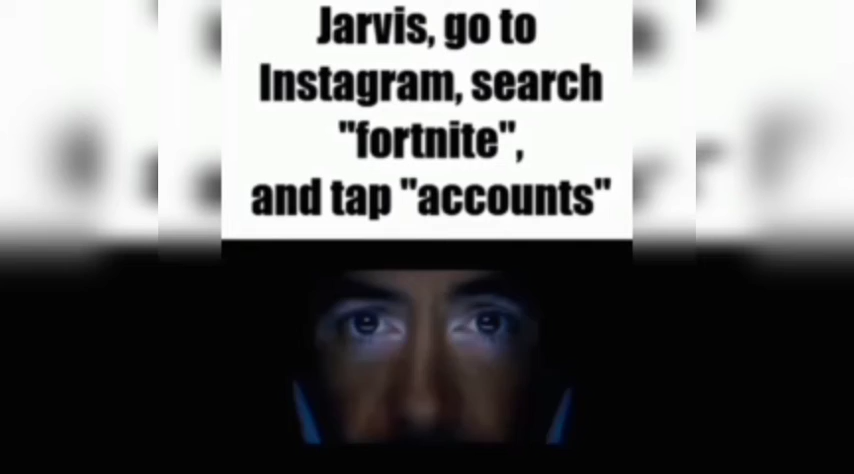 Jarvis, go to
Instagram, search
"fortnite",
and tap "accounts"